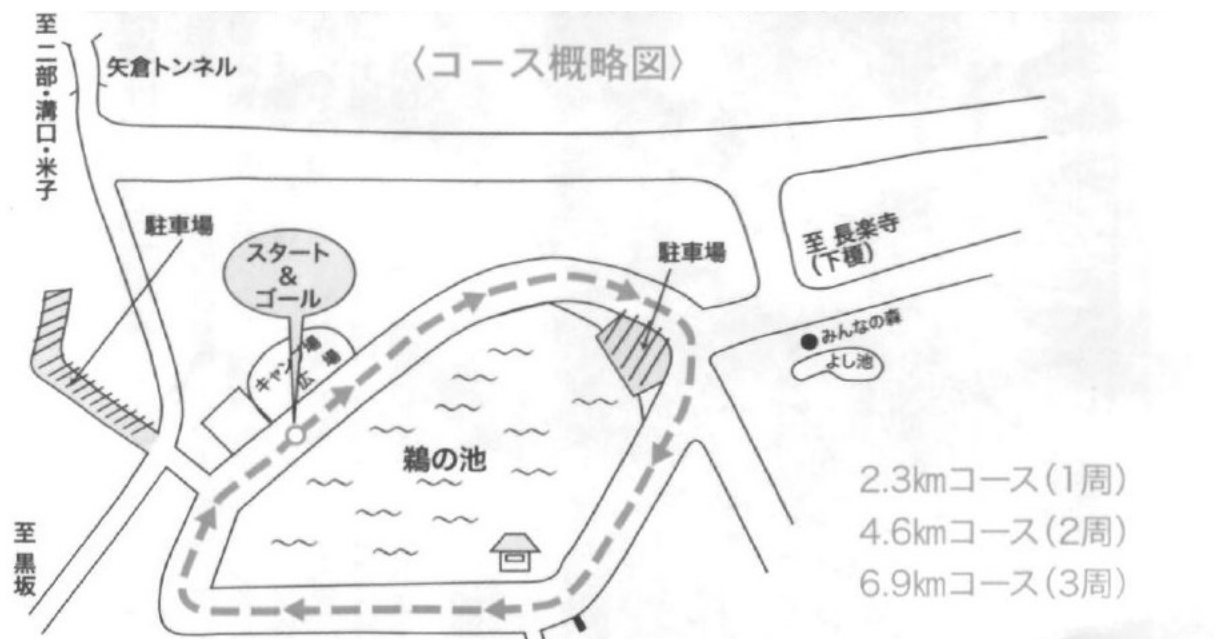 〈コース概略図〉
至 二部・溝口・米子
矢倉トンネル
駐車場
スタート
&
ゴール
キャンプ場
広場
駐車場
至 長楽寺
(下榎)
みんなの森
よし池
鵜の池
至 黒坂
2.3㎞コース(1周)
4.6㎞コース(2周)
6.9㎞コース(3周)